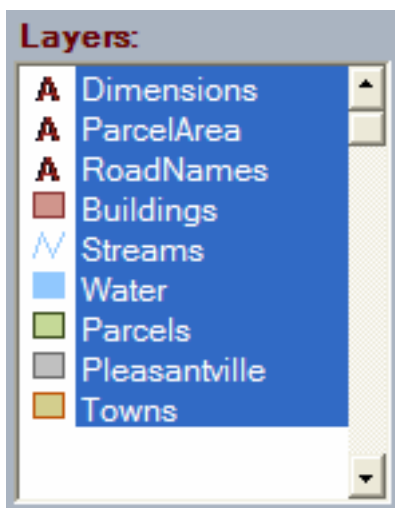 Layers:
A Dimensions
A ParcelArea
A RoadNames
Buildings
Streams
Water
Parcels
Pleasantville
Towns